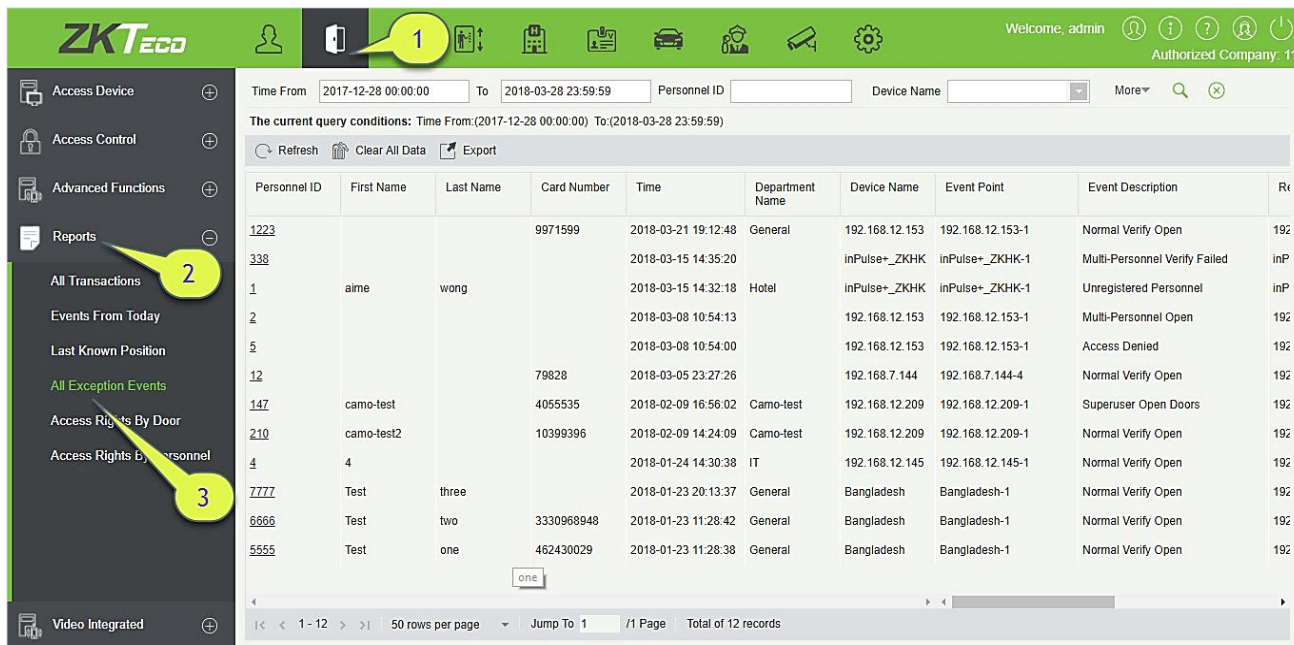 ZKTECO
1
Welcome, admin
Authorized Company: 11
Access Device
Access Control
Advanced Functions
Reports
2
All Transactions
Events From Today
Last Known Position
All Exception Events
Access Rights By Door
Access Rights By Personnel
3
Video Integrated
Time From 2017-12-28 00:00:00 To 2018-03-28 23:59:59 Personnel ID Device Name More
The current query conditions: Time From:(2017-12-28 00:00:00) To:(2018-03-28 23:59:59)
Refresh Clear All Data Export
Personnel ID First Name Last Name Card Number Time Department Name Device Name Event Point Event Description Re
1223 9971599 2018-03-21 19:12:48 General 192.168.12.153 192.168.12.153-1 Normal Verify Open 192
338 2018-03-15 14:35:20 inPulse+_ZKHK inPulse+_ZKHK-1 Multi-Personnel Verify Failed inP
1 aime wong 2018-03-15 14:32:18 Hotel inPulse+_ZKHK inPulse+_ZKHK-1 Unregistered Personnel inP
2 2018-03-08 10:54:13 192.168.12.153 192.168.12.153-1 Multi-Personnel Open 192
5 2018-03-08 10:54:00 192.168.12.153 192.168.12.153-1 Access Denied 192
12 79828 2018-03-05 23:27:26 192.168.7.144 192.168.7.144-4 Normal Verify Open 192
147 camo-test 4055535 2018-02-09 16:56:02 Camo-test 192.168.12.209 192.168.12.209-1 Superuser Open Doors 192
210 camo-test2 10399396 2018-02-09 14:24:09 Camo-test 192.168.12.209 192.168.12.209-1 Normal Verify Open 192
4 4 2018-01-24 14:30:38 IT 192.168.12.145 192.168.12.145-1 Normal Verify Open 192
7777 Test three 2018-01-23 20:13:37 General Bangladesh Bangladesh-1 Normal Verify Open 192
6666 Test two 3330968948 2018-01-23 11:28:42 General Bangladesh Bangladesh-1 Normal Verify Open 192
5555 Test one 462430029 2018-01-23 11:28:38 General Bangladesh Bangladesh-1 Normal Verify Open 192
one
1-12 50 rows per page Jump To 1 /1 Page Total of 12 records